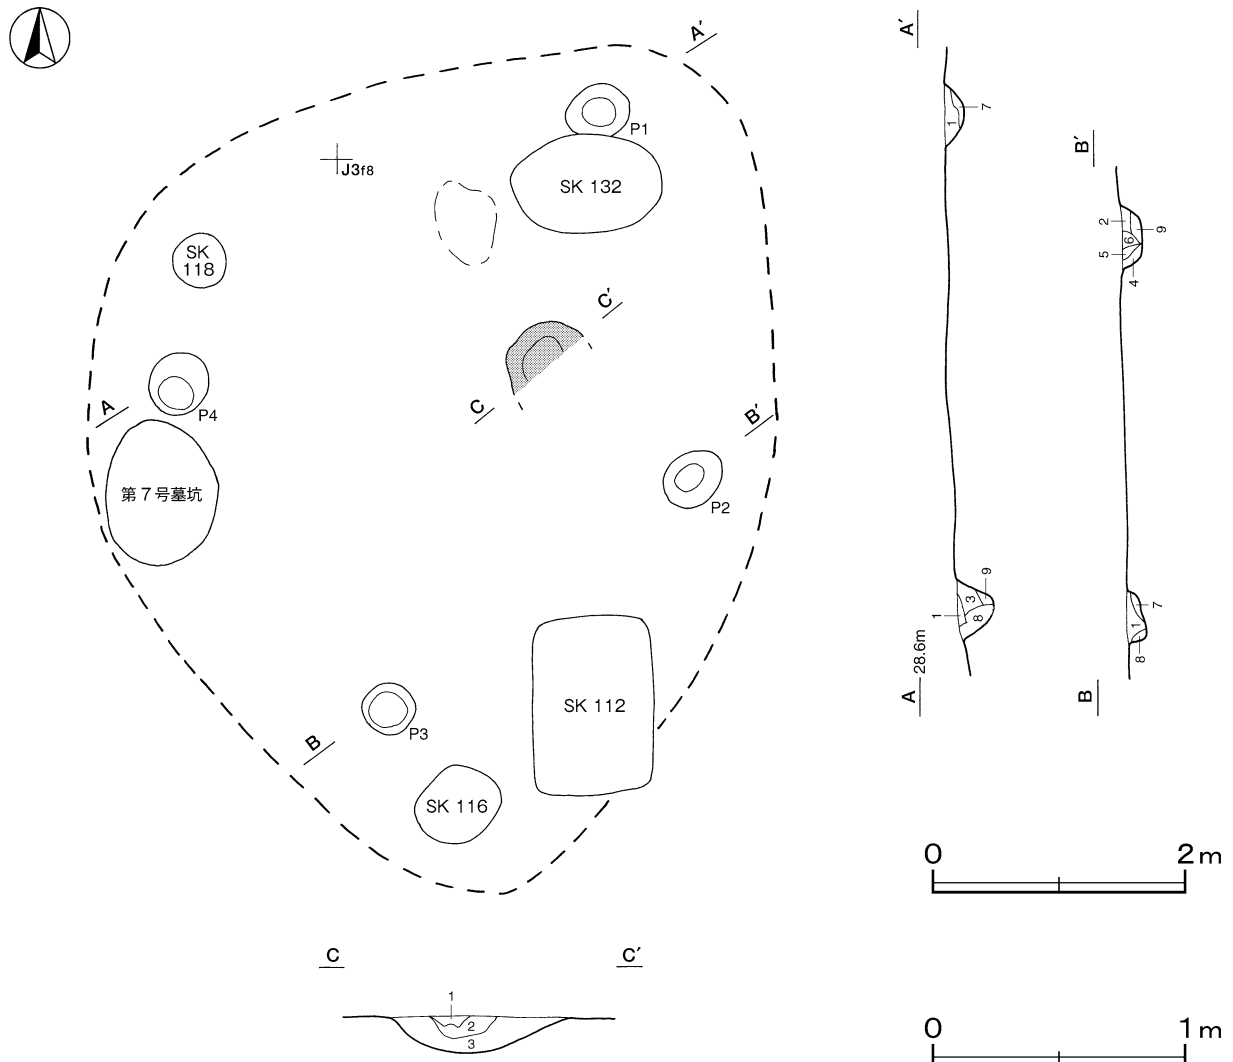 A′
P1
SK 132
J3f8
SK
118
C′
C
A
P4
第7号墓坑
B′
P2
SK 112
P3
B
SK 116
A′
7
1
9
3
8
1
A 28.6m
B′
2
9
6
5
4
7
1
8
B
0 2m
C C′
1
2
3
0 1m